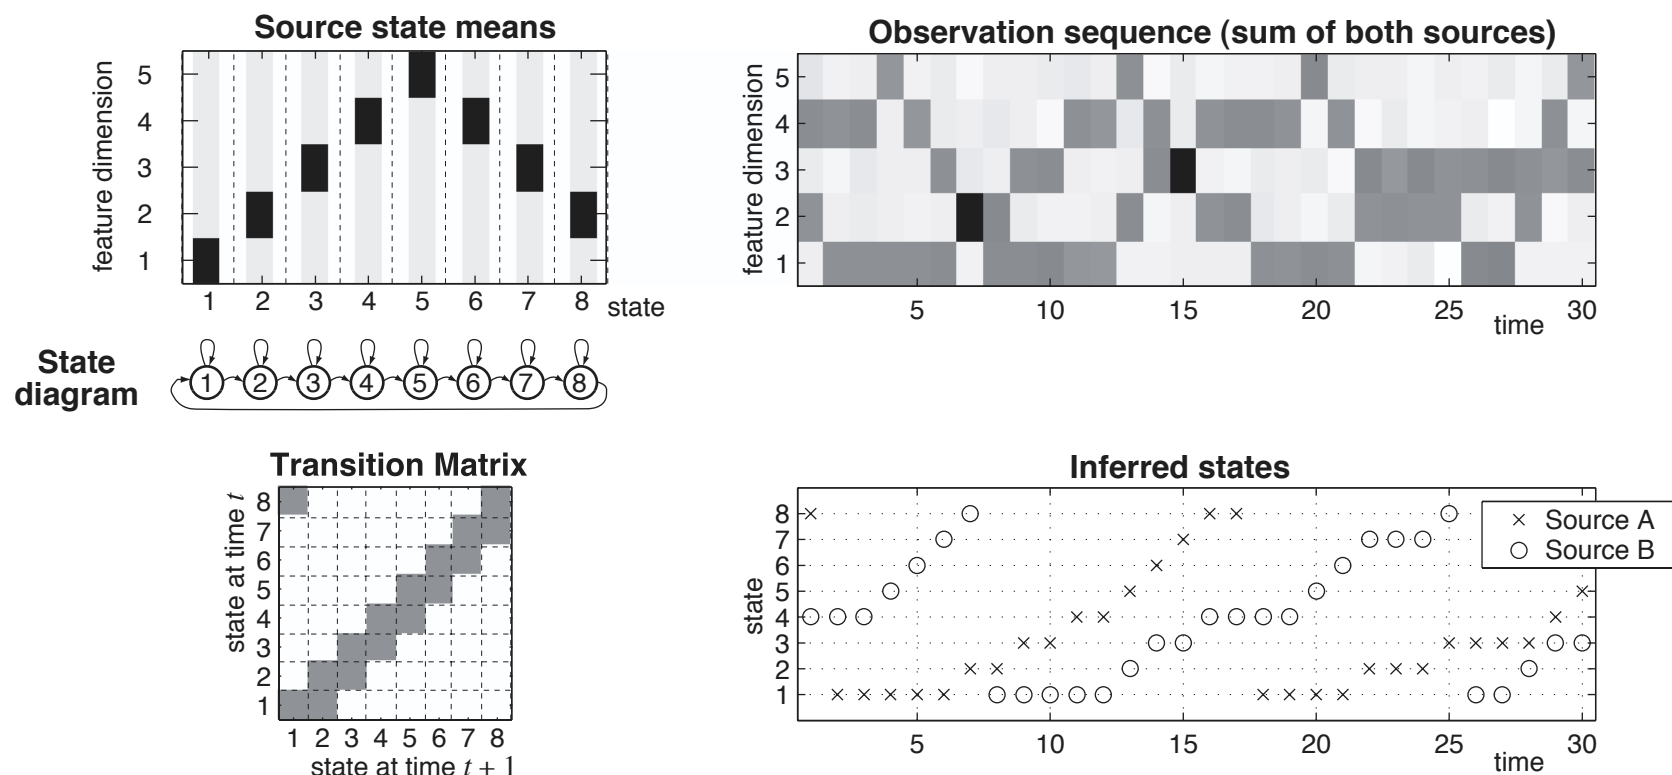 Source state means
feature dimension
5
4
3
2
1
1 2 3 4 5 6 7 8 state
State
diagram
1 2 3 4 5 6 7 8
Transition Matrix
state at time t
8
7
6
5
4
3
2
1
1 2 3 4 5 6 7 8
state at time t + 1
Observation sequence (sum of both sources)
feature dimension
5
4
3
2
1
5 10 15 20 25 30
time
Inferred states
state
8
7
6
5
4
3
2
1
Source A
Source B
5 10 15 20 25 30
time